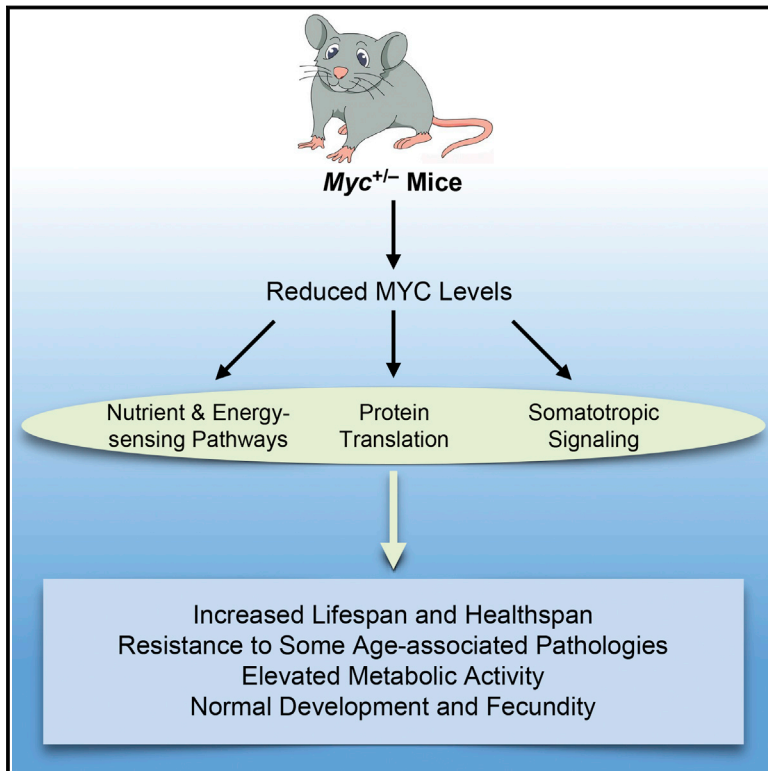 Myc+/– Mice
Reduced MYC Levels
Nutrient & Energy-
sensing Pathways
Protein
Translation
Somatotropic
Signaling
Increased Lifespan and Healthspan
Resistance to Some Age-associated Pathologies
Elevated Metabolic Activity
Normal Development and Fecundity